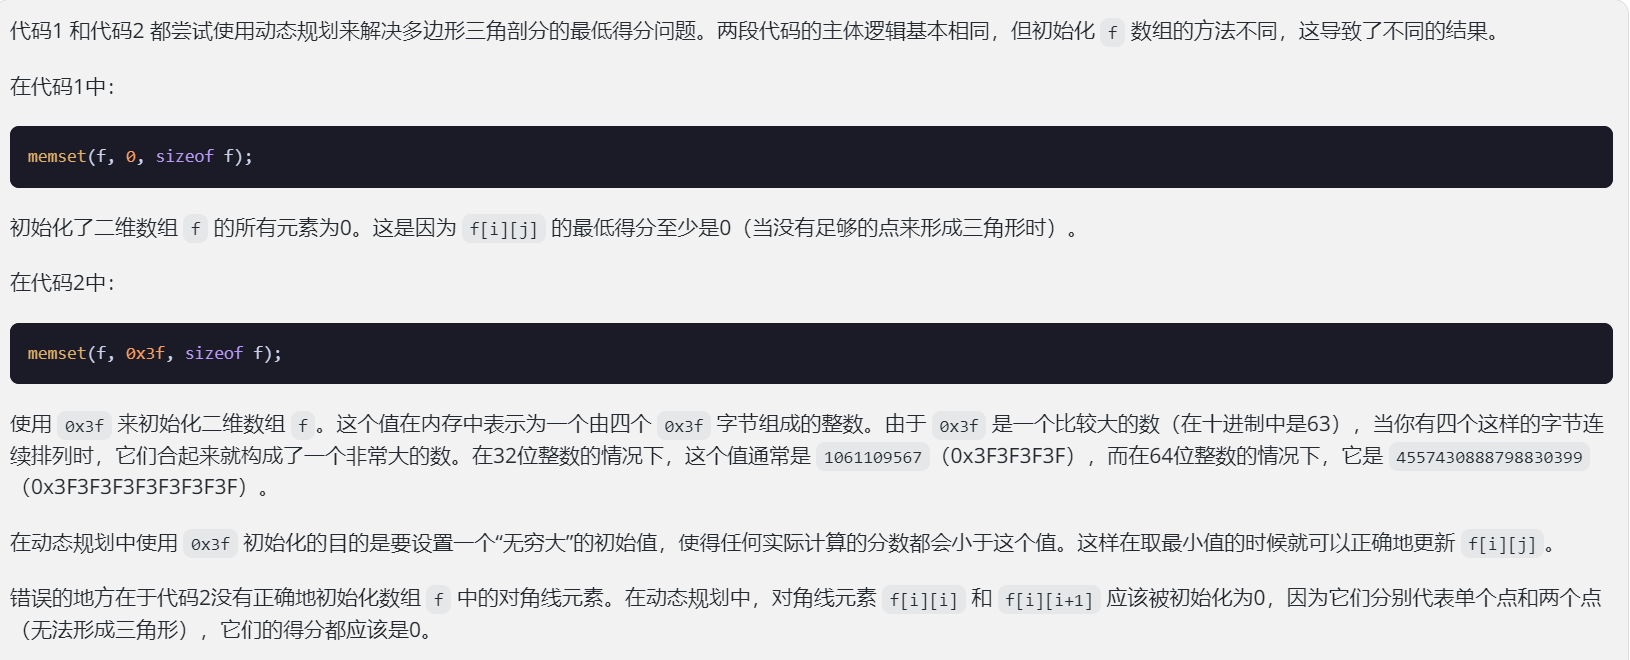 代码1 和代码2 都尝试使用动态规划来解决多边形三角剖分的最低得分问题。两段代码的主体逻辑基本相同，但初始化 f 数组的方法不同，这导致了不同的结果。
在代码1中：
memset(f, 0, sizeof f);
初始化了二维数组 f 的所有元素为0。这是因为 f[i][j] 的最低得分至少是0（当没有足够的点来形成三角形时）。
在代码2中：
memset(f, 0x3f, sizeof f);
使用 0x3f 来初始化二维数组 f。这个值在内存中表示为一个由四个 0x3f 字节组成的整数。由于 0x3f 是一个比较大的数（在十进制中是63），当你有四个这样的字节连
续排列时，它们合起来就构成了一个非常大的数。在32位整数的情况下，这个值通常是 1061109567（0x3F3F3F3F），而在64位整数的情况下，它是 4557430888798830399
（0x3F3F3F3F3F3F3F3F）。
在动态规划中使用 0x3f 初始化的目的是要设置一个“无穷大”的初始值，使得任何实际计算的分数都会小于这个值。这样在取最小值的时候就可以正确地更新 f[i][j]。
错误的地方在于代码2没有正确地初始化数组 f 中的对角线元素。在动态规划中，对角线元素 f[i][i] 和 f[i][i+1] 应该被初始化为0，因为它们分别代表单个点和两个点
（无法形成三角形），它们的得分都应该是0。